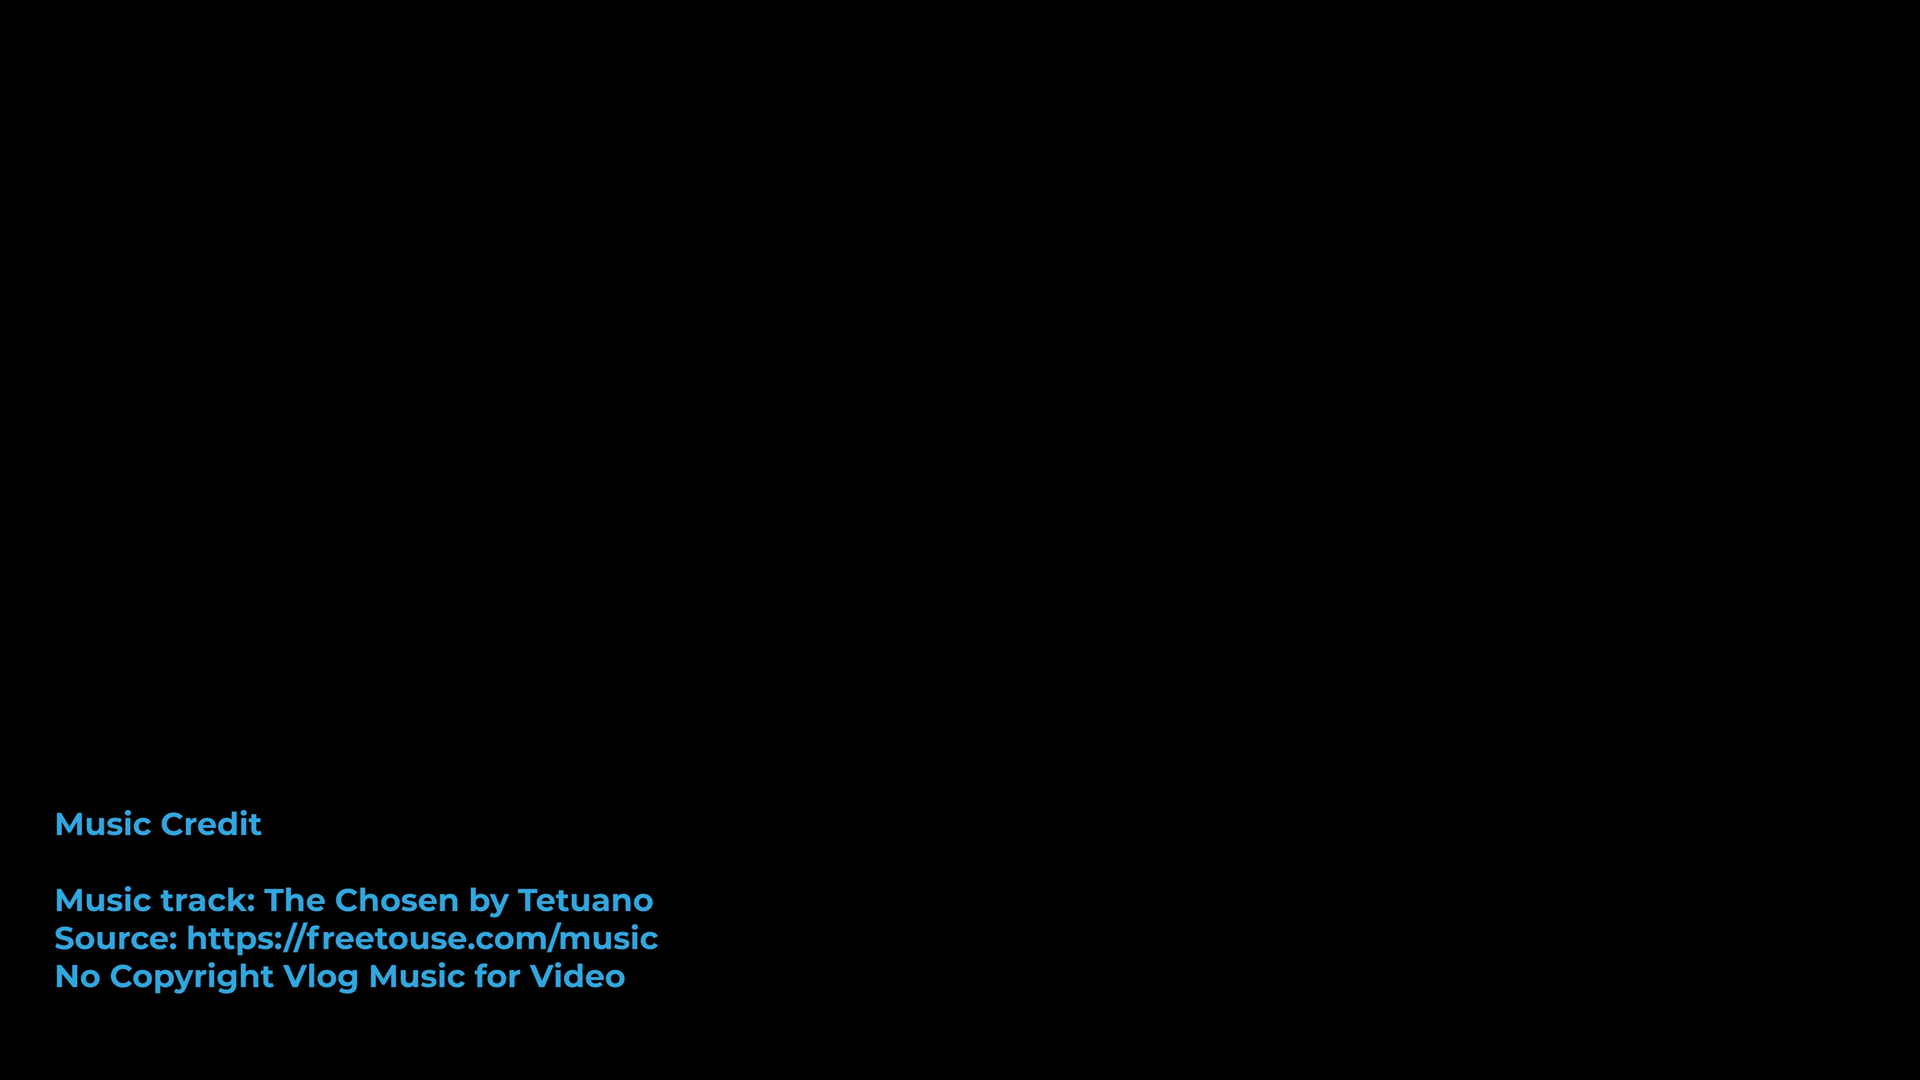 Music Credit
Music track: The Chosen by Tetuano
Source: https://freetouse.com/music
No Copyright Vlog Music for Video